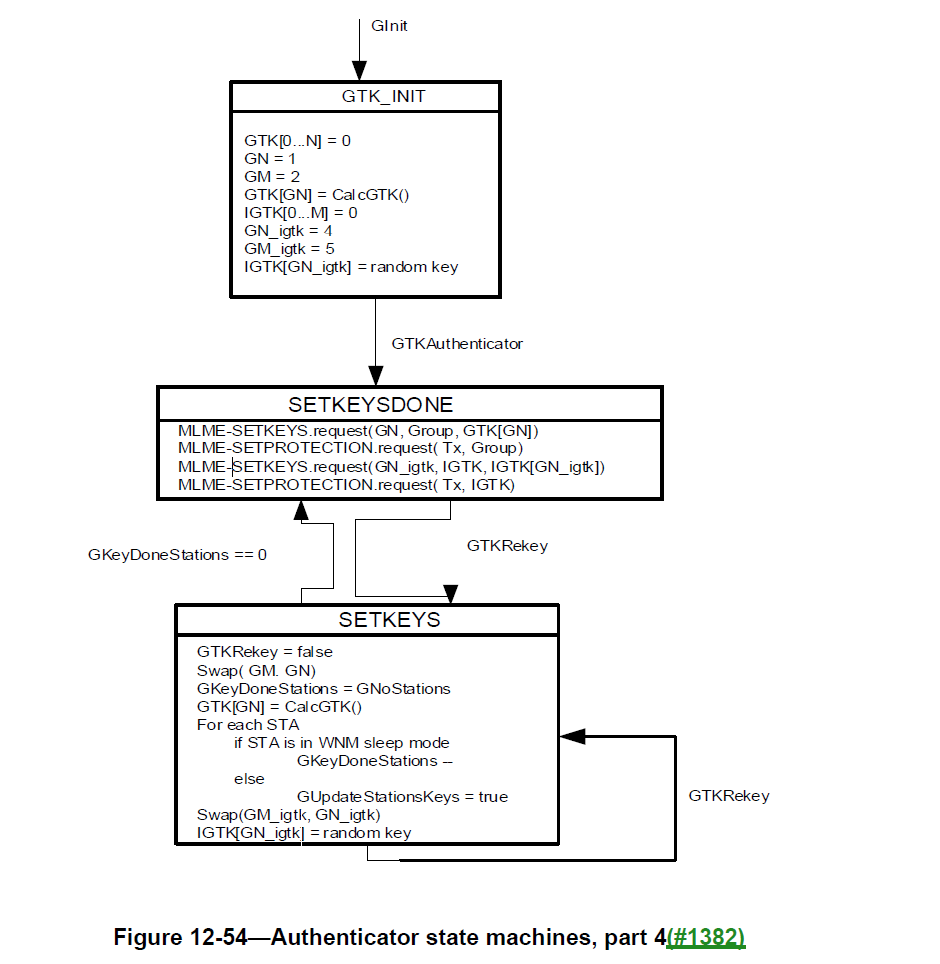 GInit
GTK_INIT
GTK[0...N] = 0
GN = 1
GM = 2
GTK[GN] = CalcGTK()
IGTK[0...M] = 0
GN_igtk = 4
GM_igtk = 5
IGTK[GN_igtk] = random key
GTKAuthenticator
SETKEYSDONE
MLME-SETKEYS.request(GN, Group, GTK[GN])
MLME-SETPROTECTION.request( Tx, Group)
MLME-SETKEYS.request(GN_igtk, IGTK, IGTK[GN_igtk])
MLME-SETPROTECTION.request( Tx, IGTK)
GKeyDoneStations == 0
GTKRekey
SETKEYS
GTKRekey = false
Swap( GM. GN)
GKeyDoneStations = GNoStations
GTK[GN] = CalcGTK()
For each STA
if STA is in WNM sleep mode
GKeyDoneStations --
else
GUpdateStationsKeys = true
Swap(GM_igtk, GN_igtk)
IGTK[GN_igtk] = random key
GTKRekey
Figure 12-54—Authenticator state machines, part 4(#1382)